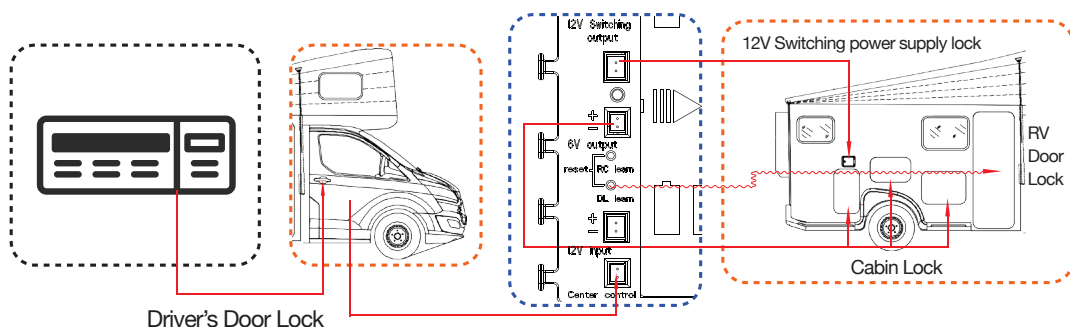 12V Switching
output
+
−
6V output
reset
RC learn
DL learn
+
−
12V Input
Center control
12V Switching power supply lock
RV
Door
Lock
Cabin Lock
Driver's Door Lock